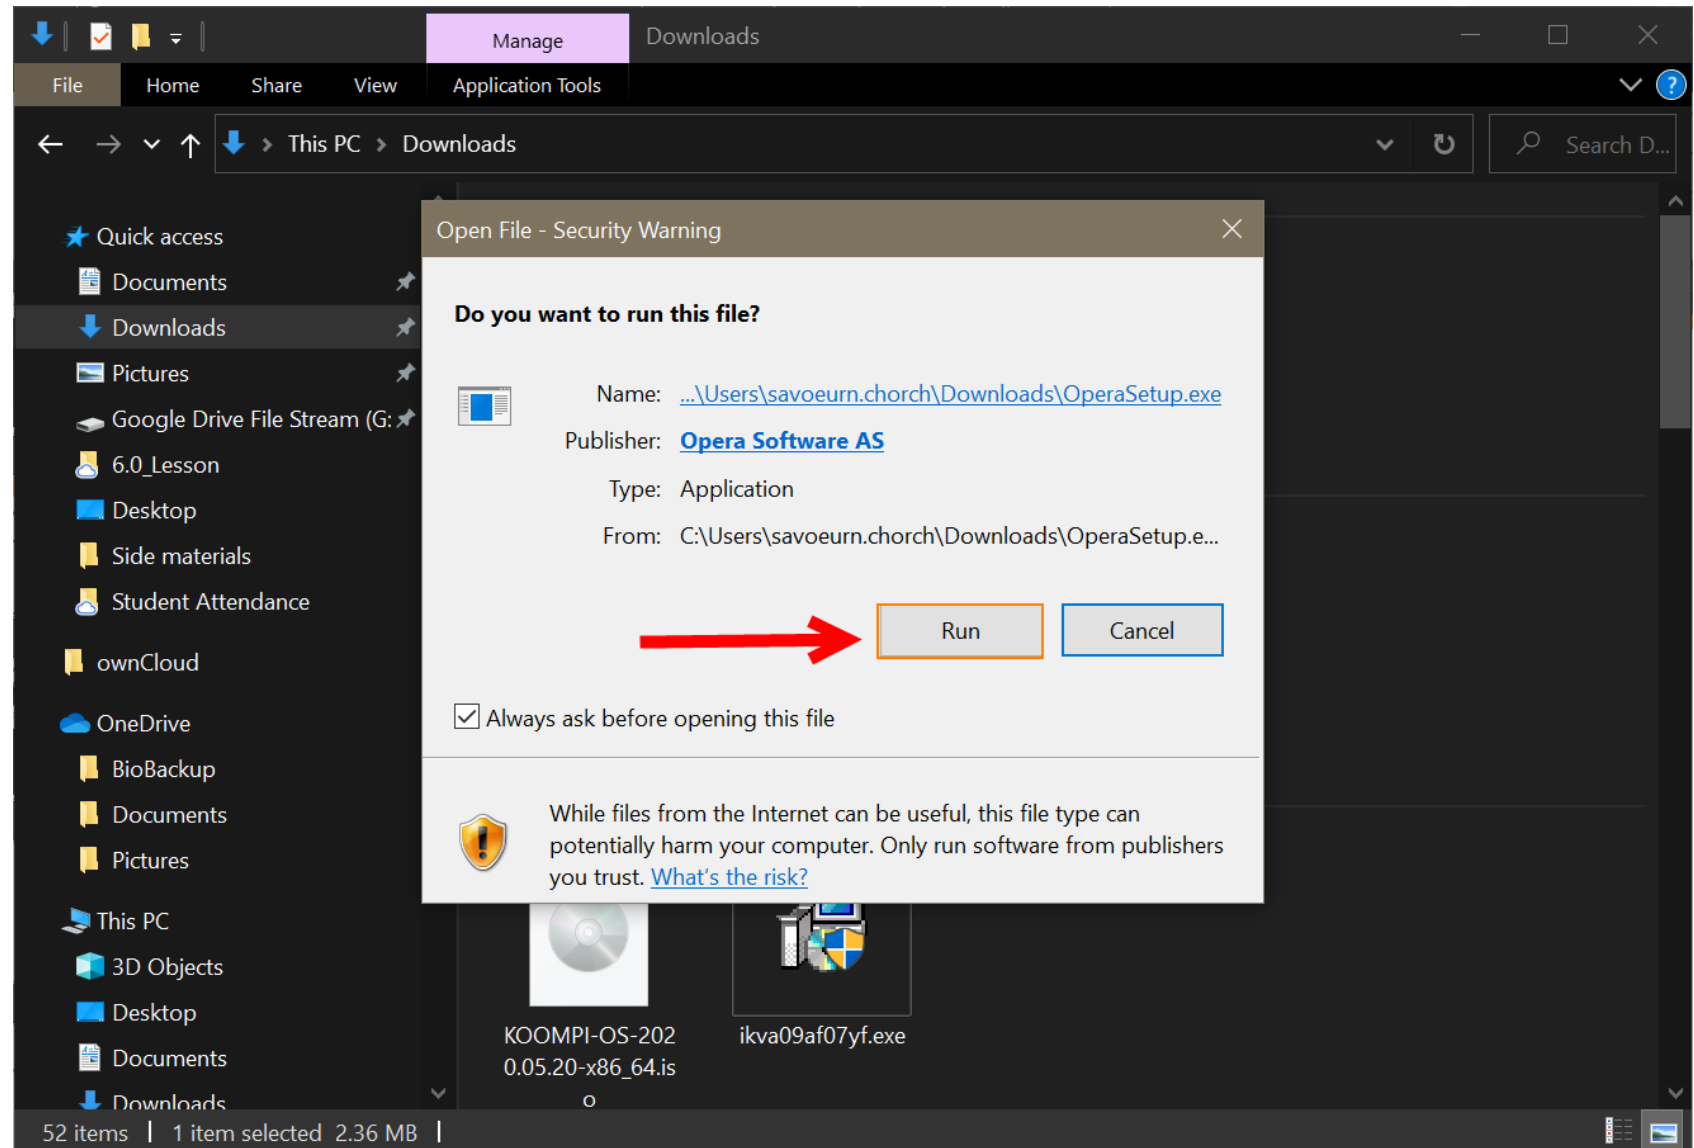 Manage
Downloads
File
Home
Share
View
Application Tools
?
This PC
Downloads
Search D...
Quick access
Documents
Downloads
Pictures
Google Drive File Stream (G:
6.0_Lesson
Desktop
Side materials
Student Attendance
ownCloud
OneDrive
BioBackup
Documents
Pictures
This PC
3D Objects
Desktop
Documents
Downloads
Open File - Security Warning
Do you want to run this file?
Name: ...\Users\savoeurn.chorch\Downloads\OperaSetup.exe
Publisher: Opera Software AS
Type: Application
From: C:\Users\savoeurn.chorch\Downloads\OperaSetup.e...
Run
Cancel
Always ask before opening this file
While files from the Internet can be useful, this file type can
potentially harm your computer. Only run software from publishers
you trust. What's the risk?
KOOMPI-OS-202
0.05.20-x86_64.is
o
ikva09af07yf.exe
52 items
1 item selected 2.36 MB